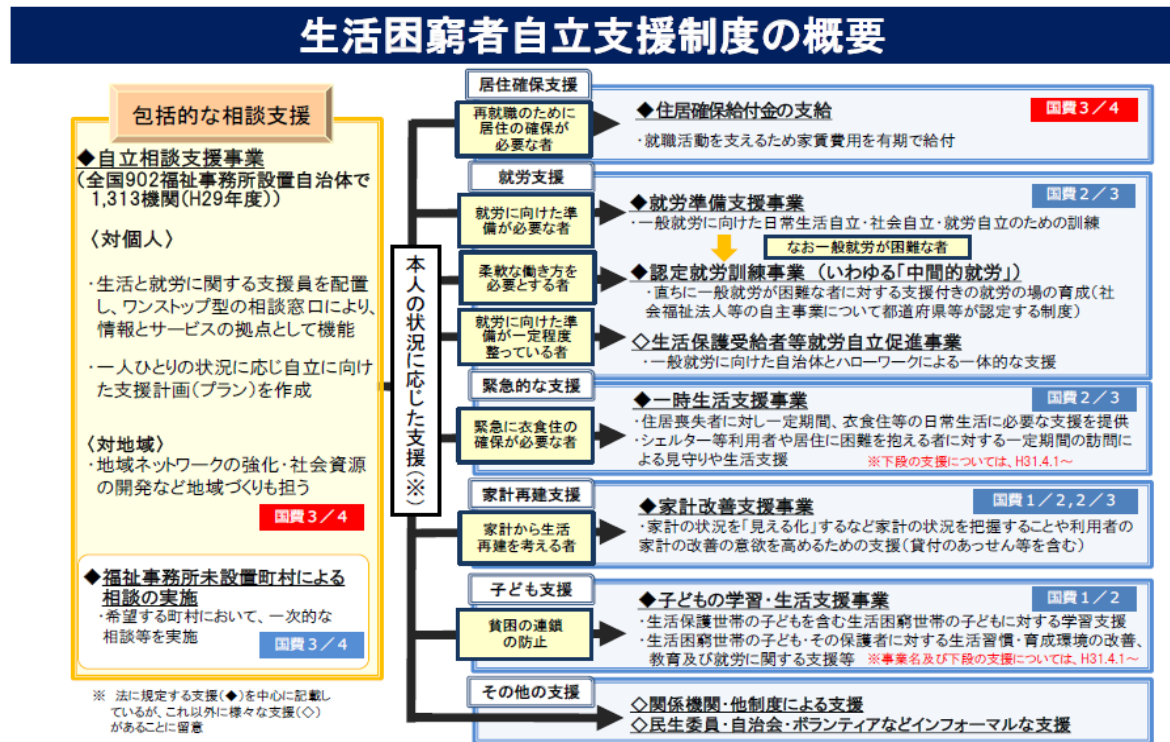 生活困窮者自立支援制度の概要
包括的な相談支援
◆自立相談支援事業
(全国902福祉事務所設置自治体で
1,313機関(H29年度))
〈対個人〉
・生活と就労に関する支援員を配置
し、ワンストップ型の相談窓口により、
情報とサービスの拠点として機能
・一人ひとりの状況に応じ自立に向け
た支援計画(プラン)を作成
〈対地域〉
・地域ネットワークの強化・社会資源
の開発など地域づくりも担う
国費3/4
◆福祉事務所未設置町村による
相談の実施
・希望する町村において、一次的な
相談等を実施
国費3/4
※ 法に規定する支援(◆)を中心に記載し
ているが、これ以外に様々な支援(◇)
があることに留意
本人の状況に応じた支援(※)
居住確保支援
再就職のために
居住の確保が
必要な者
◆住居確保給付金の支給
国費3/4
・就職活動を支えるため家賃費用を有期で給付
就労支援
就労に向けた準
備が必要な者
国費2/3
◆就労準備支援事業
・一般就労に向けた日常生活自立・社会自立・就労自立のための訓練
なお一般就労が困難な者
柔軟な働き方を
必要とする者
◆認定就労訓練事業 (いわゆる「中間的就労」)
・直ちに一般就労が困難な者に対する支援付きの就労の場の育成(社
会福祉法人等の自主事業について都道府県等が認定する制度)
就労に向けた準
備が一定程度
整っている者
◇生活保護受給者等就労自立促進事業
・一般就労に向けた自治体とハローワークによる一体的な支援
緊急的な支援
緊急に衣食住の
確保が必要な者
◆一時生活支援事業
国費2/3
・住居喪失者に対し一定期間、衣食住等の日常生活に必要な支援を提供
・シェルター等利用者や居住に困難を抱える者に対する一定期間の訪問に
よる見守りや生活支援 ※下段の支援については、H31.4.1~
家計再建支援
家計から生活
再建を考える者
◆家計改善支援事業
国費1/2,2/3
・家計の状況を「見える化」するなど家計の状況を把握することや利用者の
家計の改善の意欲を高めるための支援(貸付のあっせん等を含む)
子ども支援
貧困の連鎖
の防止
◆子どもの学習・生活支援事業
国費1/2
・生活保護世帯の子どもを含む生活困窮世帯の子どもに対する学習支援
・生活困窮世帯の子ども・その保護者に対する生活習慣・育成環境の改善、
教育及び就労に関する支援等 ※事業名及び下段の支援については、H31.4.1~
その他の支援
◇関係機関・他制度による支援
◇民生委員・自治会・ボランティアなどインフォーマルな支援